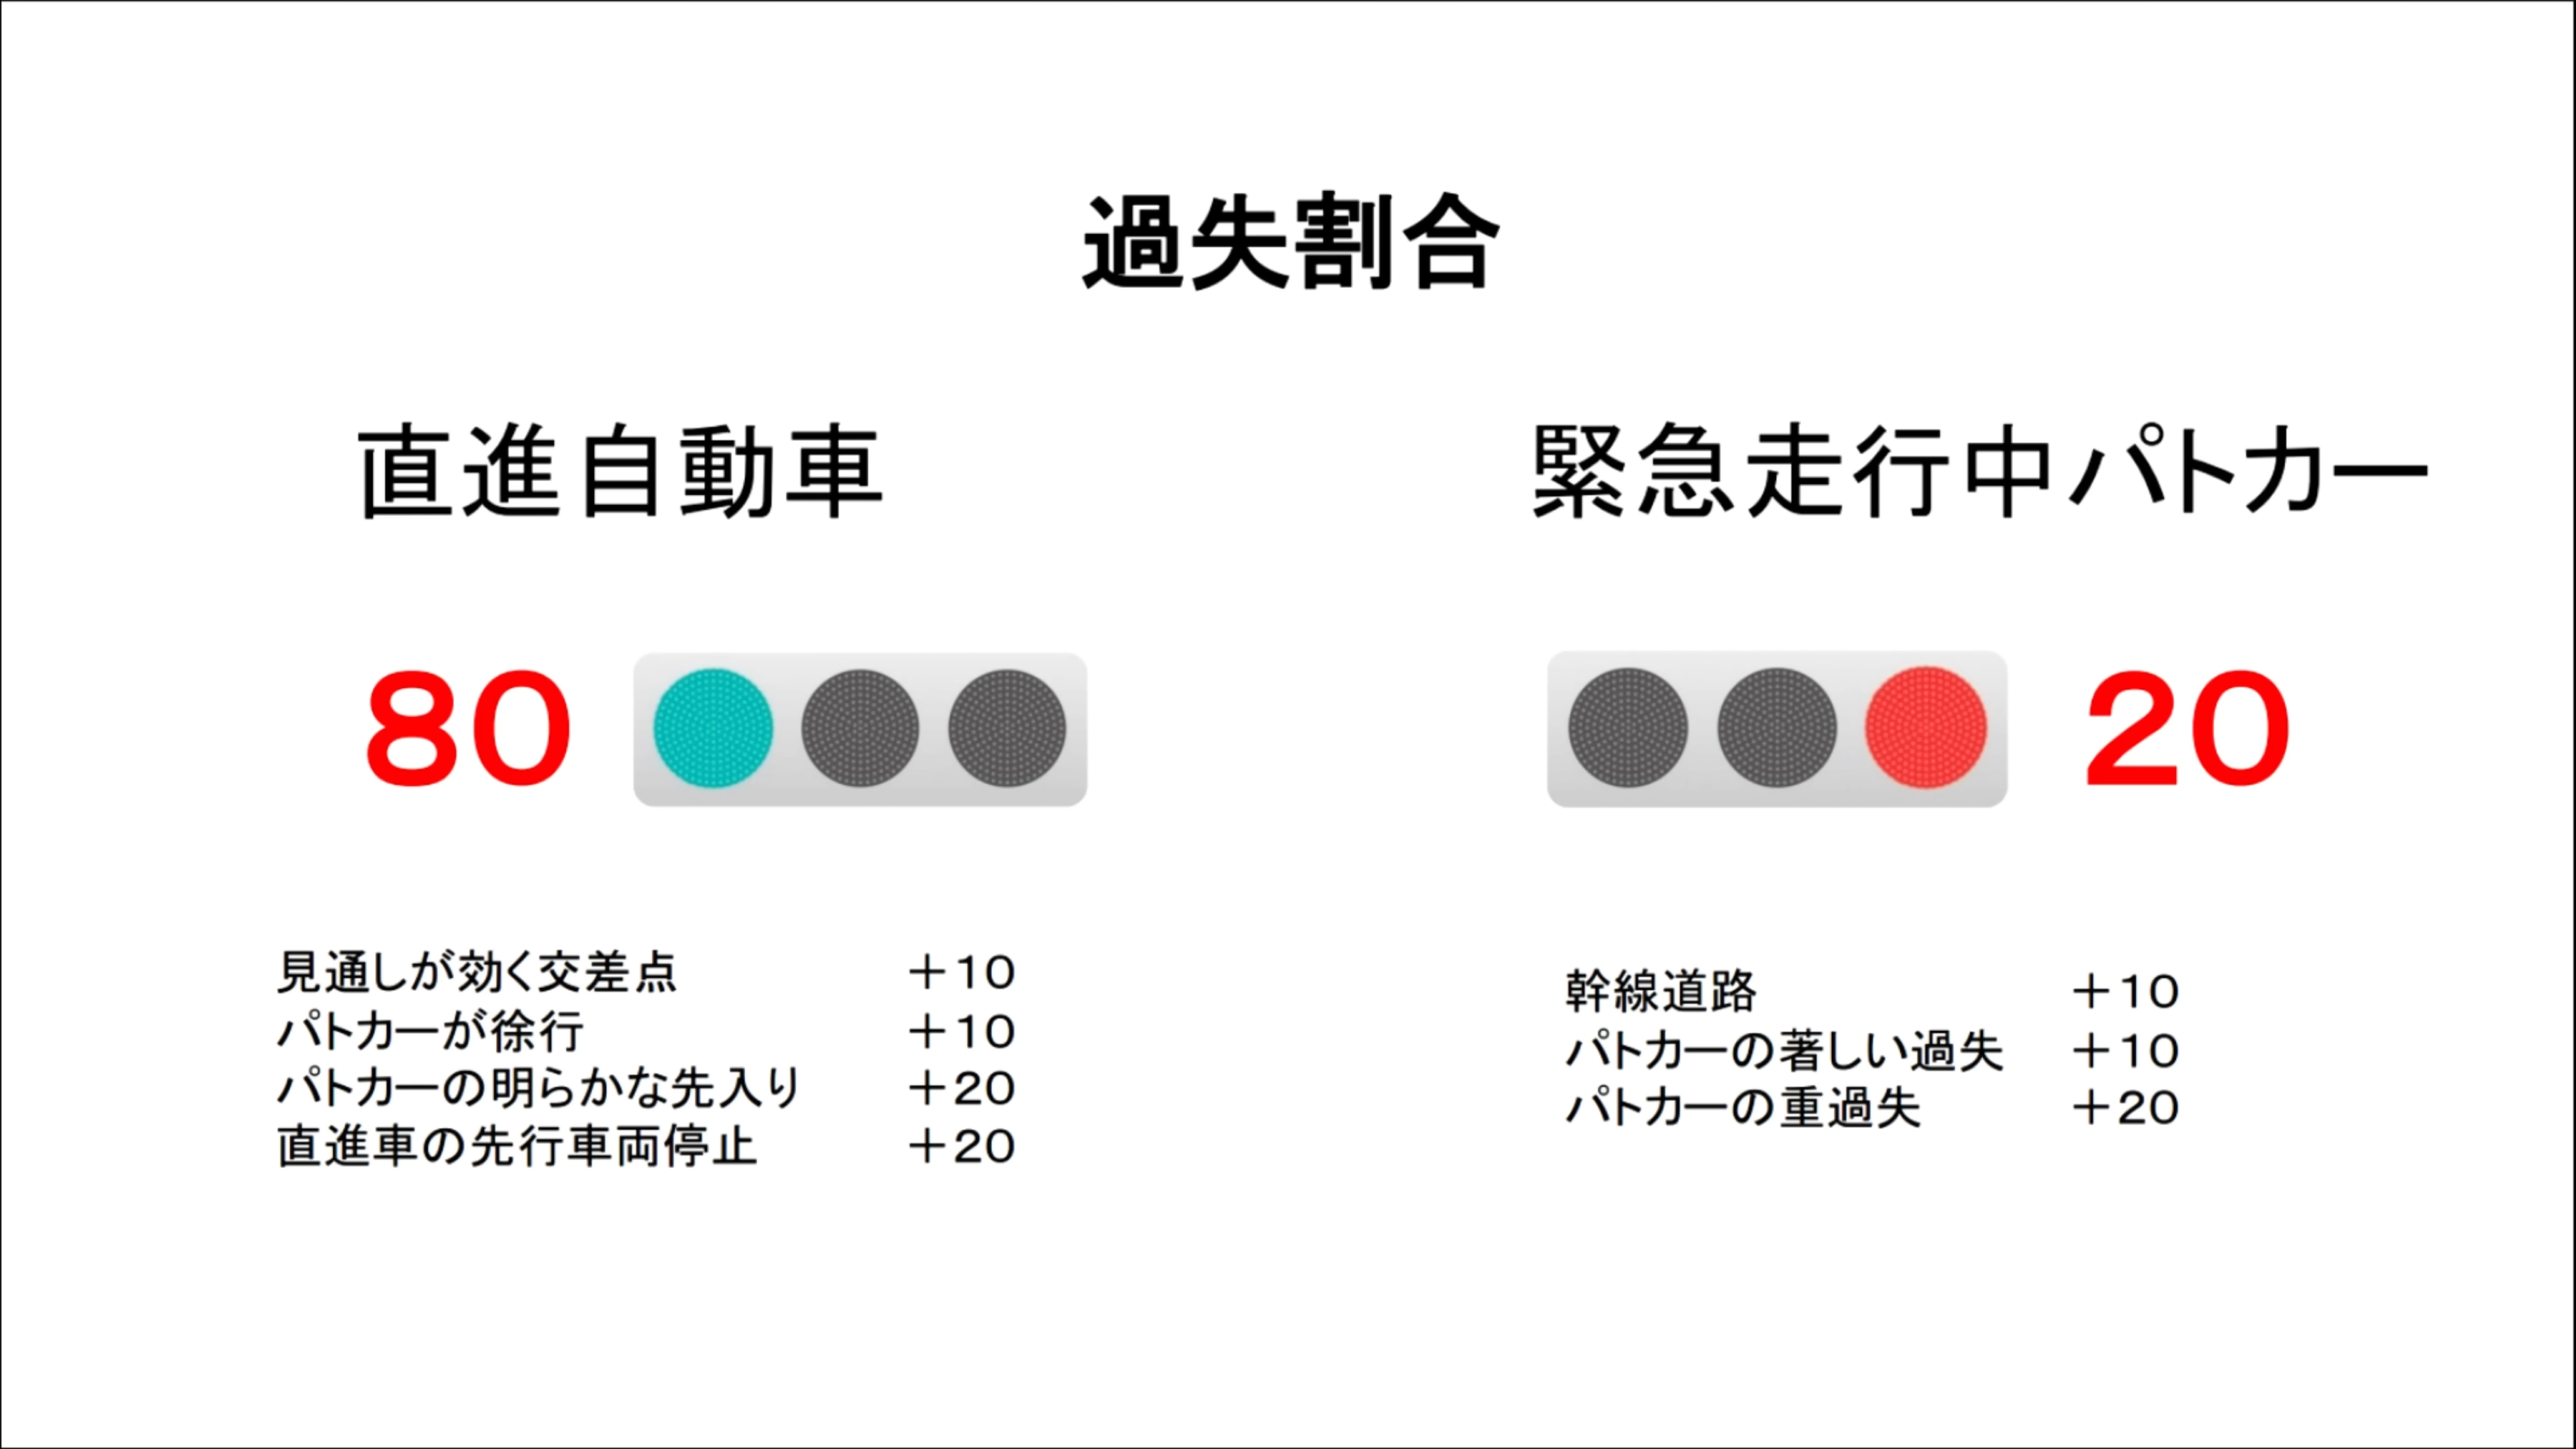 過失割合
直進自動車
緊急走行中パトカー
80
20
見通しが効く交差点 +10
パトカーが徐行 +10
パトカーの明らかな先入り +20
直進車の先行車両停止 +20
幹線道路 +10
パトカーの著しい過失 +10
パトカーの重過失 +20